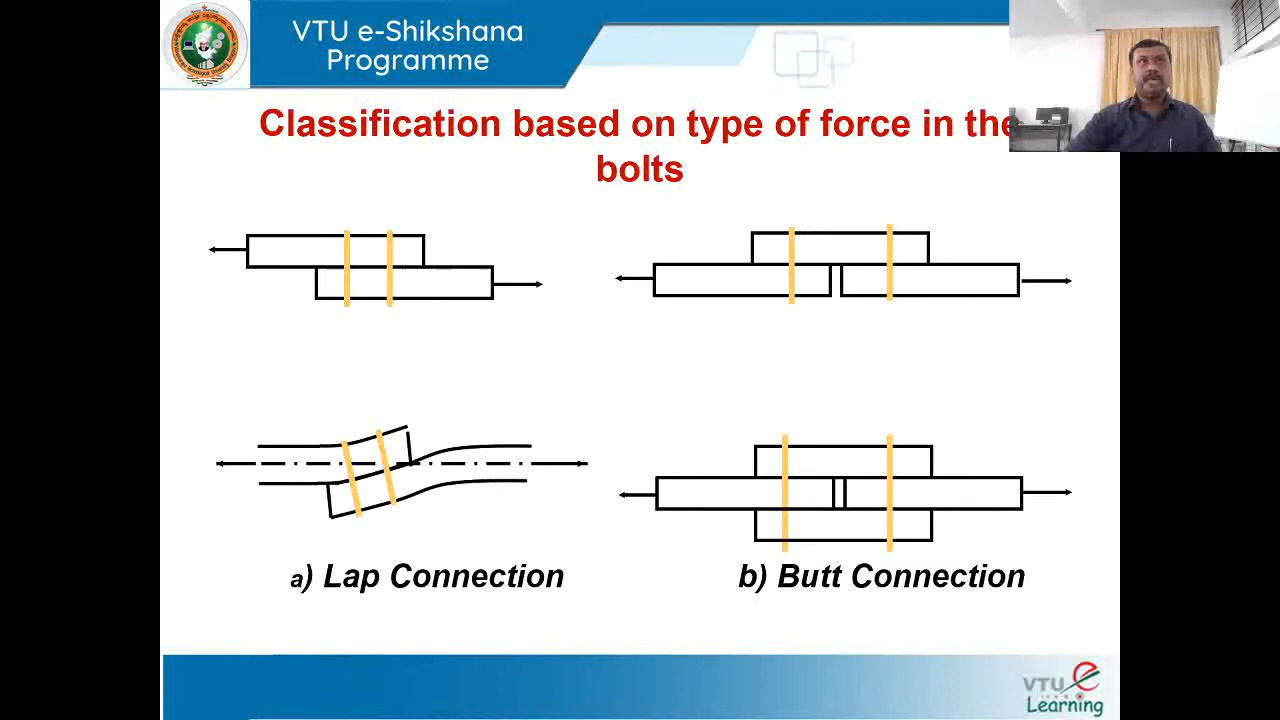 VTU e-Shikshana
Programme
Classification based on type of force in the
bolts
a) Lap Connection
b) Butt Connection
VTU e
Learning